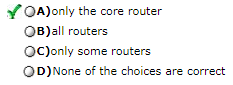 A)only the core router
B)all routers
C)only some routers
D)None of the choices are correct